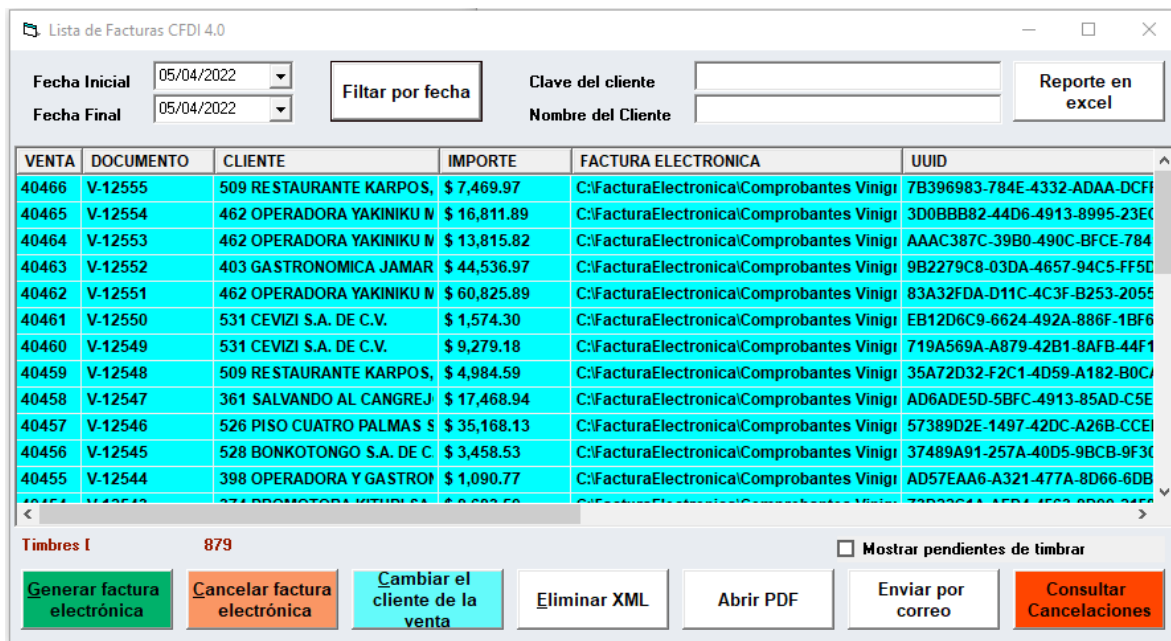 Lista de Facturas CFDI 4.0
Fecha Inicial 05/04/2022
Fecha Final 05/04/2022
Filtar por fecha
Clave del cliente
Nombre del Cliente
Reporte en
excel
VENTA DOCUMENTO CLIENTE IMPORTE FACTURA ELECTRONICA UUID
40466 V-12555 509 RESTAURANTE KARPOS, $ 7,469.97 C:\FacturaElectronica\Comprobantes Vinigr 7B396983-784E-4332-ADAA-DCFF
40465 V-12554 462 OPERADORA YAKINIKU M $ 16,811.89 C:\FacturaElectronica\Comprobantes Vinigr 3D0BBB82-44D6-4913-8995-23E
40464 V-12553 462 OPERADORA YAKINIKU M $ 13,815.82 C:\FacturaElectronica\Comprobantes Vinigr AAAC387C-39B0-490C-BFCE-784
40463 V-12552 403 GASTRONOMICA JAMAR $ 44,536.97 C:\FacturaElectronica\Comprobantes Vinigr 9B2279C8-03DA-4657-94C5-FF5D
40462 V-12551 462 OPERADORA YAKINIKU M $ 60,825.89 C:\FacturaElectronica\Comprobantes Vinigr 83A32FDA-D11C-4C3F-B253-2055
40461 V-12550 531 CEVIZI S.A. DE C.V. $ 1,574.30 C:\FacturaElectronica\Comprobantes Vinigr EB12D6C9-6624-492A-886F-1BF6
40460 V-12549 531 CEVIZI S.A. DE C.V. $ 9,279.18 C:\FacturaElectronica\Comprobantes Vinigr 719A569A-A879-42B1-8AFB-44F1
40459 V-12548 509 RESTAURANTE KARPOS, $ 4,984.59 C:\FacturaElectronica\Comprobantes Vinigr 35A72D32-F2C1-4D59-A182-B0C
40458 V-12547 361 SALVANDO AL CANGREJ $ 17,468.94 C:\FacturaElectronica\Comprobantes Vinigr AD6ADE5D-5BFC-4913-85AD-C5E
40457 V-12546 526 PISO CUATRO PALMAS S $ 35,168.13 C:\FacturaElectronica\Comprobantes Vinigr 57389D2E-1497-42DC-A26B-CCE
40456 V-12545 528 BONKOTONGO S.A. DE C. $ 3,458.53 C:\FacturaElectronica\Comprobantes Vinigr 37489A91-257A-40D5-9BCB-9F3
40455 V-12544 398 OPERADORA Y GASTRON $ 1,090.77 C:\FacturaElectronica\Comprobantes Vinigr AD57EAA6-A321-477A-8D66-6DB
Timbres 879
Mostrar pendientes de timbrar
Generar factura
electrónica
Cancelar factura
electrónica
Cambiar el
cliente de la
venta
Eliminar XML
Abrir PDF
Enviar por
correo
Consultar
Cancelaciones